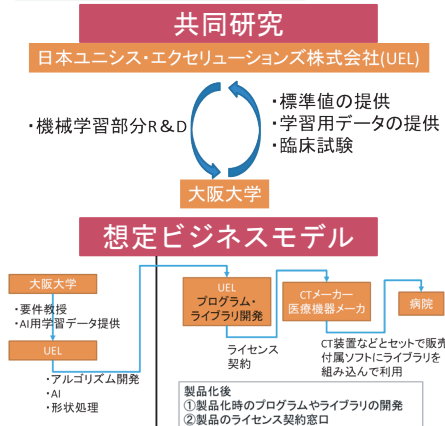 共同研究
日本ユニシス・エクセリューションズ株式会社(UEL)
・機械学習部分R&D
・標準値の提供
・学習用データの提供
・臨床試験
大阪大学
想定ビジネスモデル
大阪大学
・要件教授
・AI用学習データ提供
UEL
・アルゴリズム開発
・AI
・形状処理
UEL
プログラム・
ライブラリ開発
ライセンス
契約
CTメーカー
医療機器メーカ
病院
CT装置などとセットで販売
付属ソフトにライブラリを
組み込んで利用
製品化後
①製品化時のプログラムやライブラリの開発
②製品のライセンス契約窓口